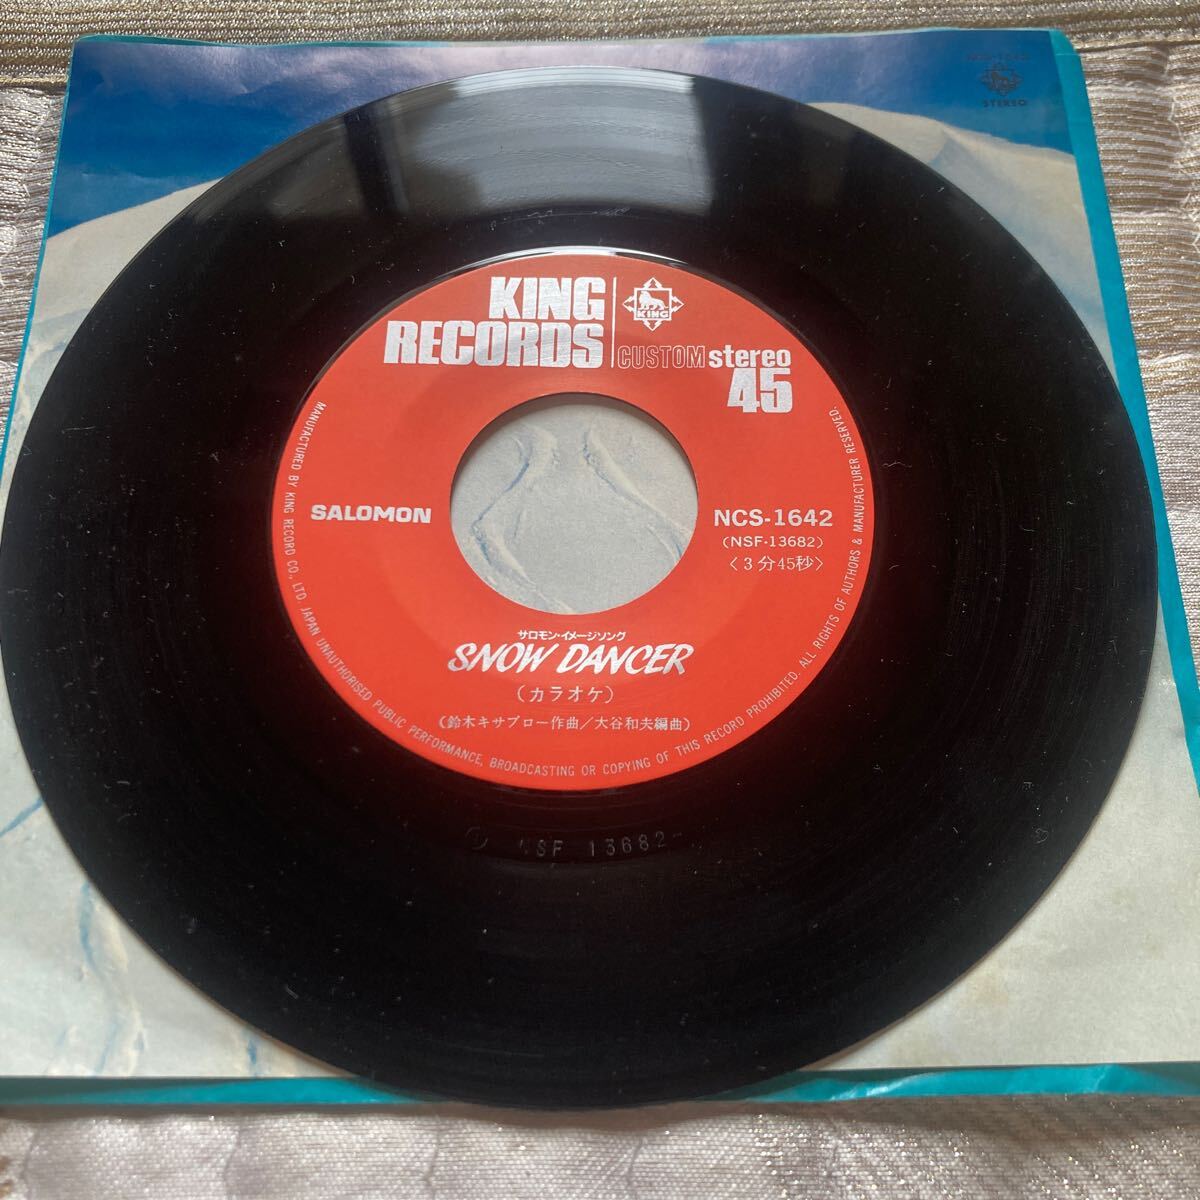 STEREO
KING
RECORDS
KING
CUSTOM stereo
45
SALOMON
NCS-1642
(NSF-13682)
〈3分45秒〉
サロモン・イメージソング
SNOW DANCER
(カラオケ)
(鈴木キサブロー作曲/大谷和夫編曲)
MANUFACTURED BY KING RECORD CO., LTD. JAPAN UNAUTHORISED PUBLIC PERFORMANCE, BROADCASTING OR COPYING OF THIS RECORD PROHIBITED. ALL RIGHTS OF AUTHORS & MANUFACTURER RESERVED.
NSF 13682-